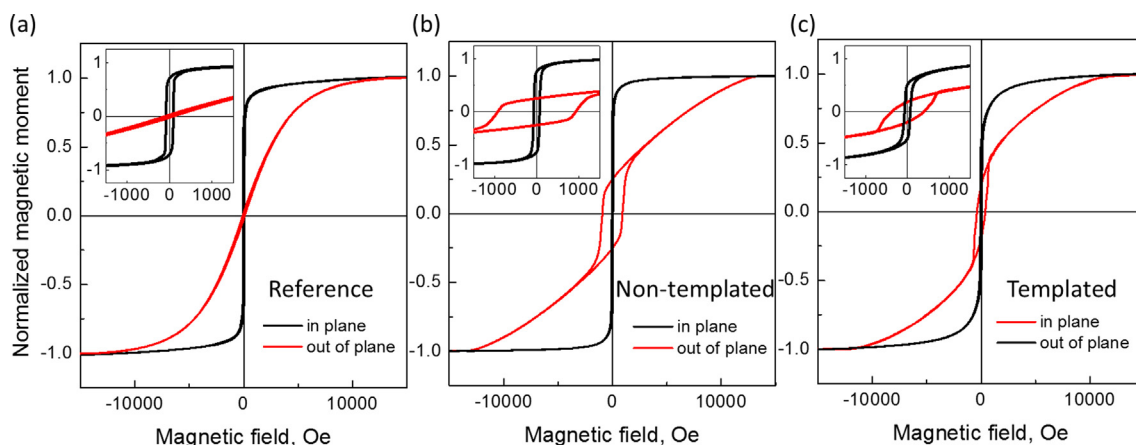 (a)
(b)
(c)
Normalized magnetic moment
1.0
0.5
0.0
-0.5
-1.0
1
0
-1
-1000 0 1000
Reference
in plane
out of plane
-10000 0 10000
Magnetic field, Oe
1.0
0.5
0.0
-0.5
-1.0
1
0
-1
-1000 0 1000
Non-templated
in plane
out of plane
-10000 0 10000
Magnetic field, Oe
1.0
0.5
0.0
-0.5
-1.0
1
0
-1
-1000 0 1000
Templated
in plane
out of plane
-10000 0 10000
Magnetic field, Oe